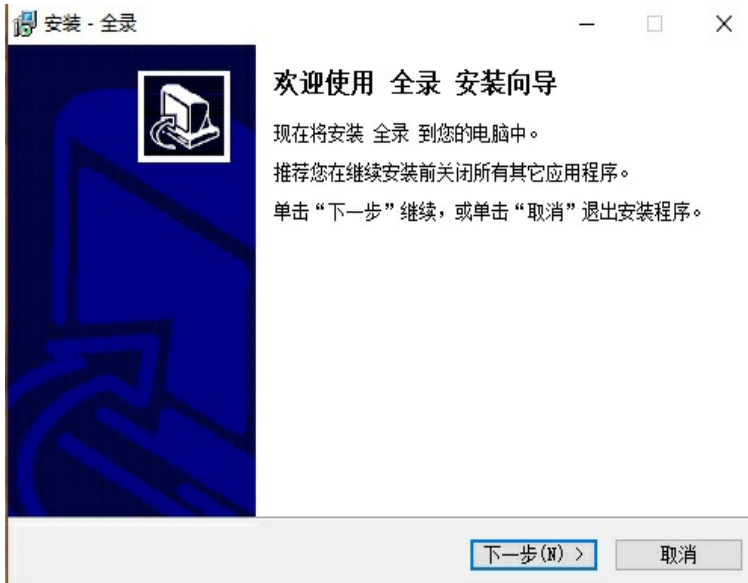 安装 - 全录
欢迎使用 全录 安装向导
现在将安装 全录 到您的电脑中。
推荐您在继续安装前关闭所有其它应用程序。
单击“下一步”继续，或单击“取消”退出安装程序。
下一步(N) >
取消